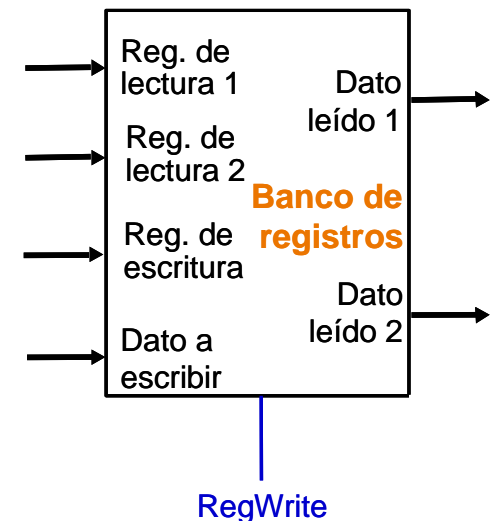 Reg. de
lectura 1
Reg. de
lectura 2
Reg. de
escritura
Dato a
escribir
Dato
leído 1
Banco de
registros
Dato
leído 2
RegWrite